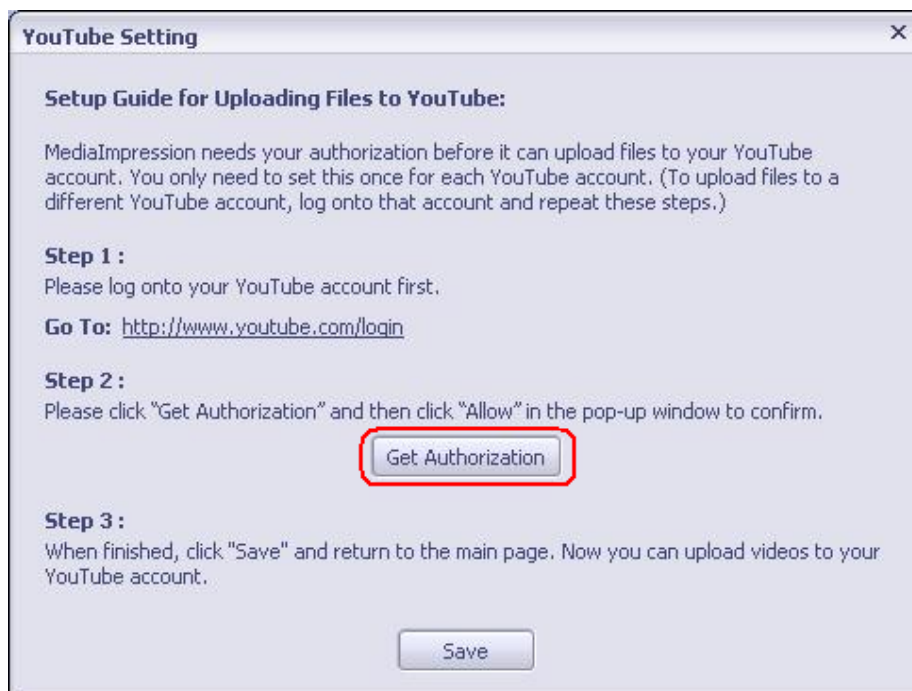 YouTube Setting
Setup Guide for Uploading Files to YouTube:
MediaImpression needs your authorization before it can upload files to your YouTube
account. You only need to set this once for each YouTube account. (To upload files to a
different YouTube account, log onto that account and repeat these steps.)
Step 1 :
Please log onto your YouTube account first.
Go To: http://www.youtube.com/login
Step 2 :
Please click "Get Authorization" and then click "Allow" in the pop-up window to confirm.
Get Authorization
Step 3 :
When finished, click "Save" and return to the main page. Now you can upload videos to your
YouTube account.
Save